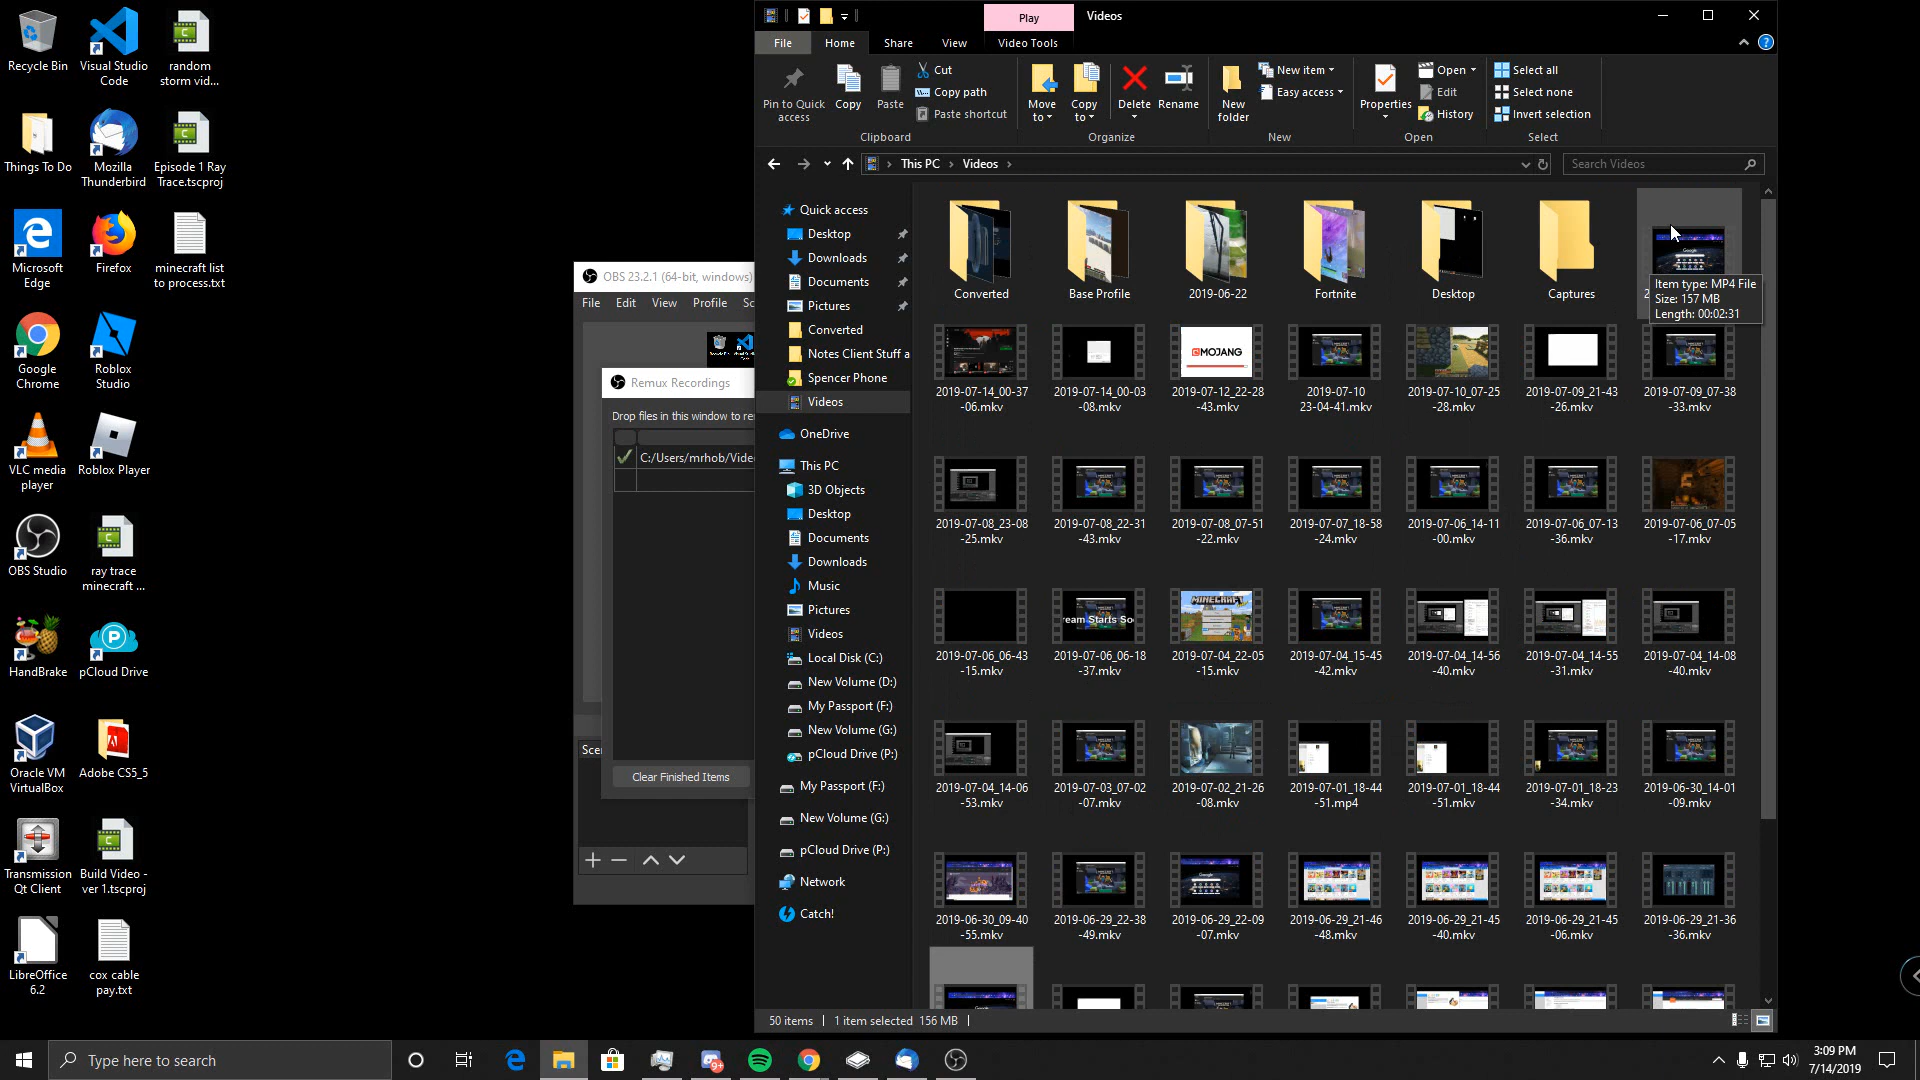 Recycle Bin
Visual Studio
Code
random
storm vid...
Things To Do
Mozilla
Thunderbird
Episode 1 Ray
Trace.tscproj
Microsoft
Edge
Firefox
minecraft list
to process.txt
Google
Chrome
Roblox
Studio
VLC media
player
Roblox Player
OBS Studio
ray trace
minecraft ...
HandBrake
pCloud Drive
Oracle VM
VirtualBox
Adobe CS5_5
Transmission
Qt Client
Build Video -
ver 1.tscproj
LibreOffice
6.2
cox cable
pay.txt
OBS 23.2.1 (64-bit, windows)
File Edit View Profile Sc
Remux Recordings
Drop files in this window to re
C:/Users/mrhob/Vide
Clear Finished Items
Scen
Play
Videos
File Home Share View Video Tools
Pin to Quick
access
Copy
Paste
Cut
Copy path
Paste shortcut
Clipboard
Move
to
Copy
to
Delete
Rename
Organize
New
folder
New item
Easy access
New
Properties
Open
Edit
History
Open
Select all
Select none
Invert selection
Select
This PC > Videos >
Search Videos
Quick access
Desktop
Downloads
Documents
Pictures
Converted
Notes Client Stuff a
Spencer Phone
Videos
OneDrive
This PC
3D Objects
Desktop
Documents
Downloads
Music
Pictures
Videos
Local Disk (C:)
New Volume (D:)
My Passport (F:)
New Volume (G:)
pCloud Drive (P:)
My Passport (F:)
New Volume (G:)
pCloud Drive (P:)
Network
Catch!
Converted
Base Profile
2019-06-22
Fortnite
Desktop
Captures
Google
Item type: MP4 File
Size: 157 MB
Length: 00:02:31
MOJANG
2019-07-14_00-37
-06.mkv
2019-07-14_00-03
-08.mkv
2019-07-12_22-28
-43.mkv
2019-07-10
23-04-41.mkv
2019-07-10_07-25
-28.mkv
2019-07-09_21-43
-26.mkv
2019-07-09_07-38
-33.mkv
2019-07-08_23-08
-25.mkv
2019-07-08_22-31
-43.mkv
2019-07-08_07-51
-22.mkv
2019-07-07_18-58
-24.mkv
2019-07-06_14-11
-00.mkv
2019-07-06_07-13
-36.mkv
2019-07-06_07-05
-17.mkv
ream Starts So
MINECRAFT
2019-07-06_06-43
-15.mkv
2019-07-06_06-18
-37.mkv
2019-07-04_22-05
-15.mkv
2019-07-04_15-45
-42.mkv
2019-07-04_14-56
-40.mkv
2019-07-04_14-55
-31.mkv
2019-07-04_14-08
-40.mkv
2019-07-04_14-06
-53.mkv
2019-07-03_07-02
-07.mkv
2019-07-02_21-26
-08.mkv
2019-07-01_18-44
-51.mp4
2019-07-01_18-44
-51.mkv
2019-07-01_18-23
-34.mkv
2019-06-30_14-01
-09.mkv
2019-06-30_09-40
-55.mkv
2019-06-29_22-38
-49.mkv
2019-06-29_22-09
-07.mkv
2019-06-29_21-46
-48.mkv
2019-06-29_21-45
-40.mkv
2019-06-29_21-45
-06.mkv
2019-06-29_21-36
-36.mkv
50 items
1 item selected 156 MB
Type here to search
9+
3:09 PM
7/14/2019